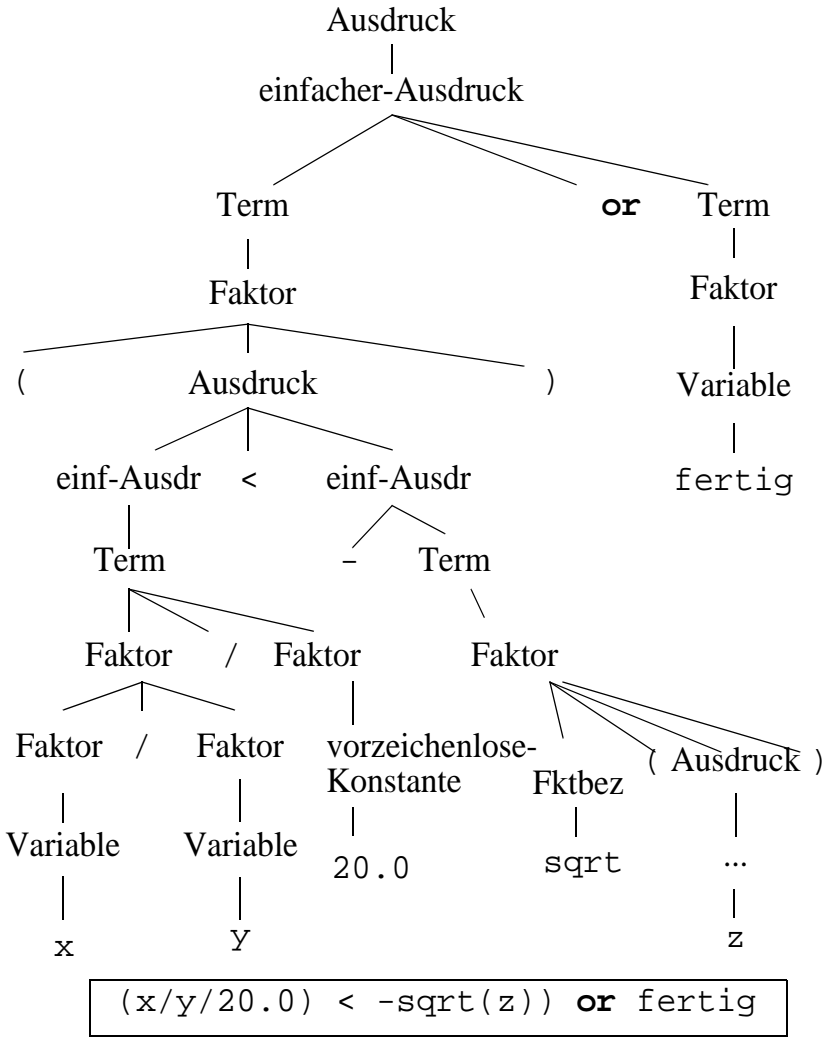 Ausdruck
einfacher-Ausdruck
Term or Term
Faktor Faktor
( Ausdruck ) Variable
einf-Ausdr < einf-Ausdr fertig
Term - Term
Faktor / Faktor Faktor
Faktor / Faktor vorzeichenlose- ( Ausdruck )
Konstante Fktbez
Variable Variable 20.0 sqrt ...
x y z
(x/y/20.0) < -sqrt(z)) or fertig